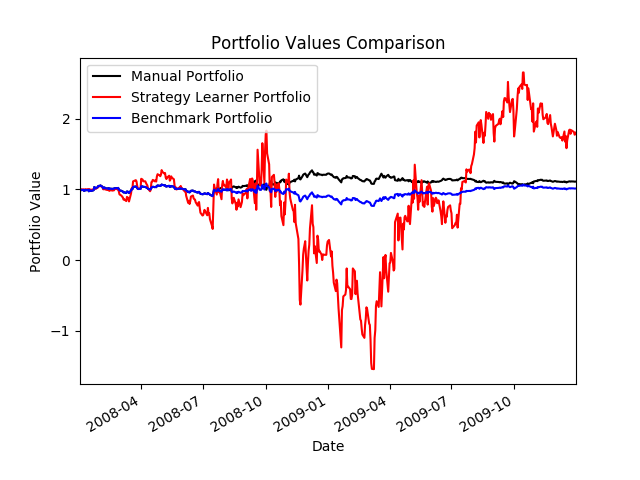 Portfolio Values Comparison
Manual Portfolio
Strategy Learner Portfolio
Benchmark Portfolio
2
1
0
−1
Portfolio Value
2008-04
2008-07
2008-10
2009-01
2009-04
2009-07
2009-10
Date